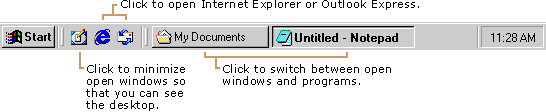 Click to open Internet Explorer or Outlook Express.
Start
My Documents
Untitled - Notepad
11:28 AM
Click to minimize
open windows so
that you can see
the desktop.
Click to switch between open
windows and programs.